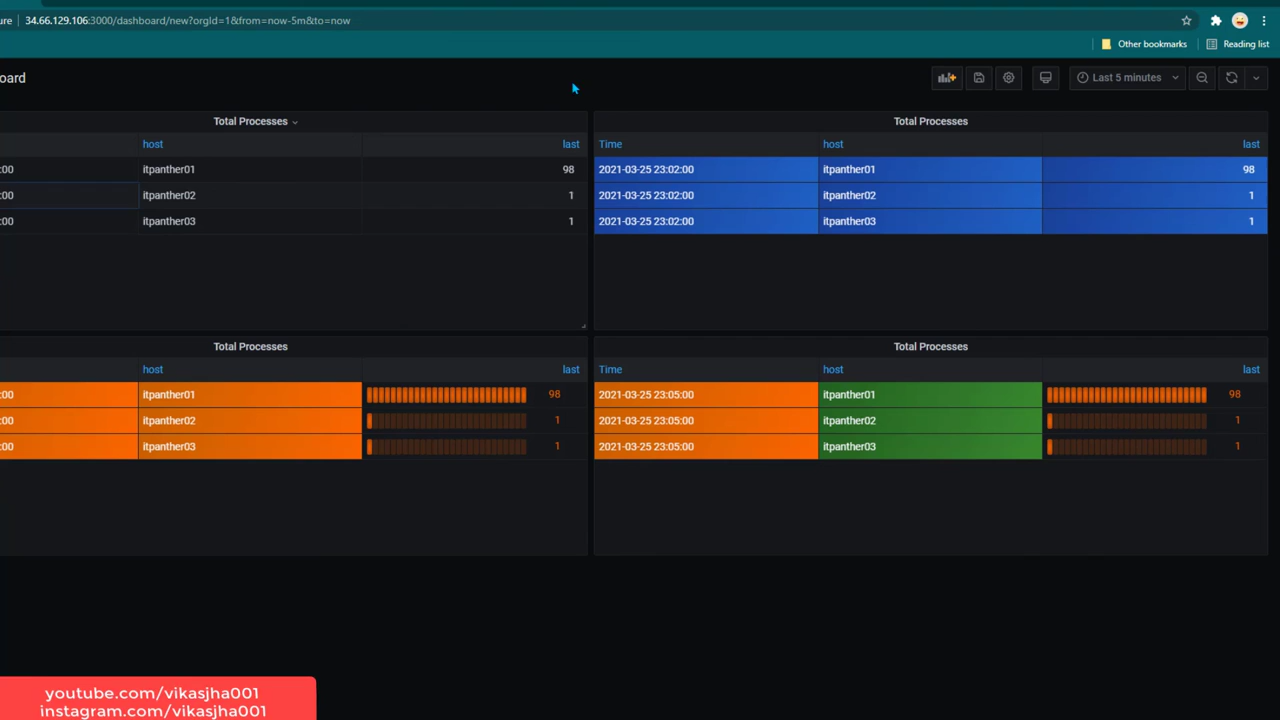 ure 34.66.129.106:3000/dashboard/new?orgId=1&from=now-5m&to=now
Other bookmarks Reading list
oard Last 5 minutes
Total Processes
host last
:00 itpanther01 98
itpanther02 1
:00 itpanther03 1
Total Processes
Time host last
2021-03-25 23:02:00 itpanther01 98
2021-03-25 23:02:00 itpanther02 1
2021-03-25 23:02:00 itpanther03 1
Total Processes
host last
:00 itpanther01 98
:00 itpanther02 1
:00 itpanther03 1
Total Processes
Time host last
2021-03-25 23:05:00 itpanther01 98
2021-03-25 23:05:00 itpanther02 1
2021-03-25 23:05:00 itpanther03 1
youtube.com/vikasjha001
instagram.com/vikasjha001